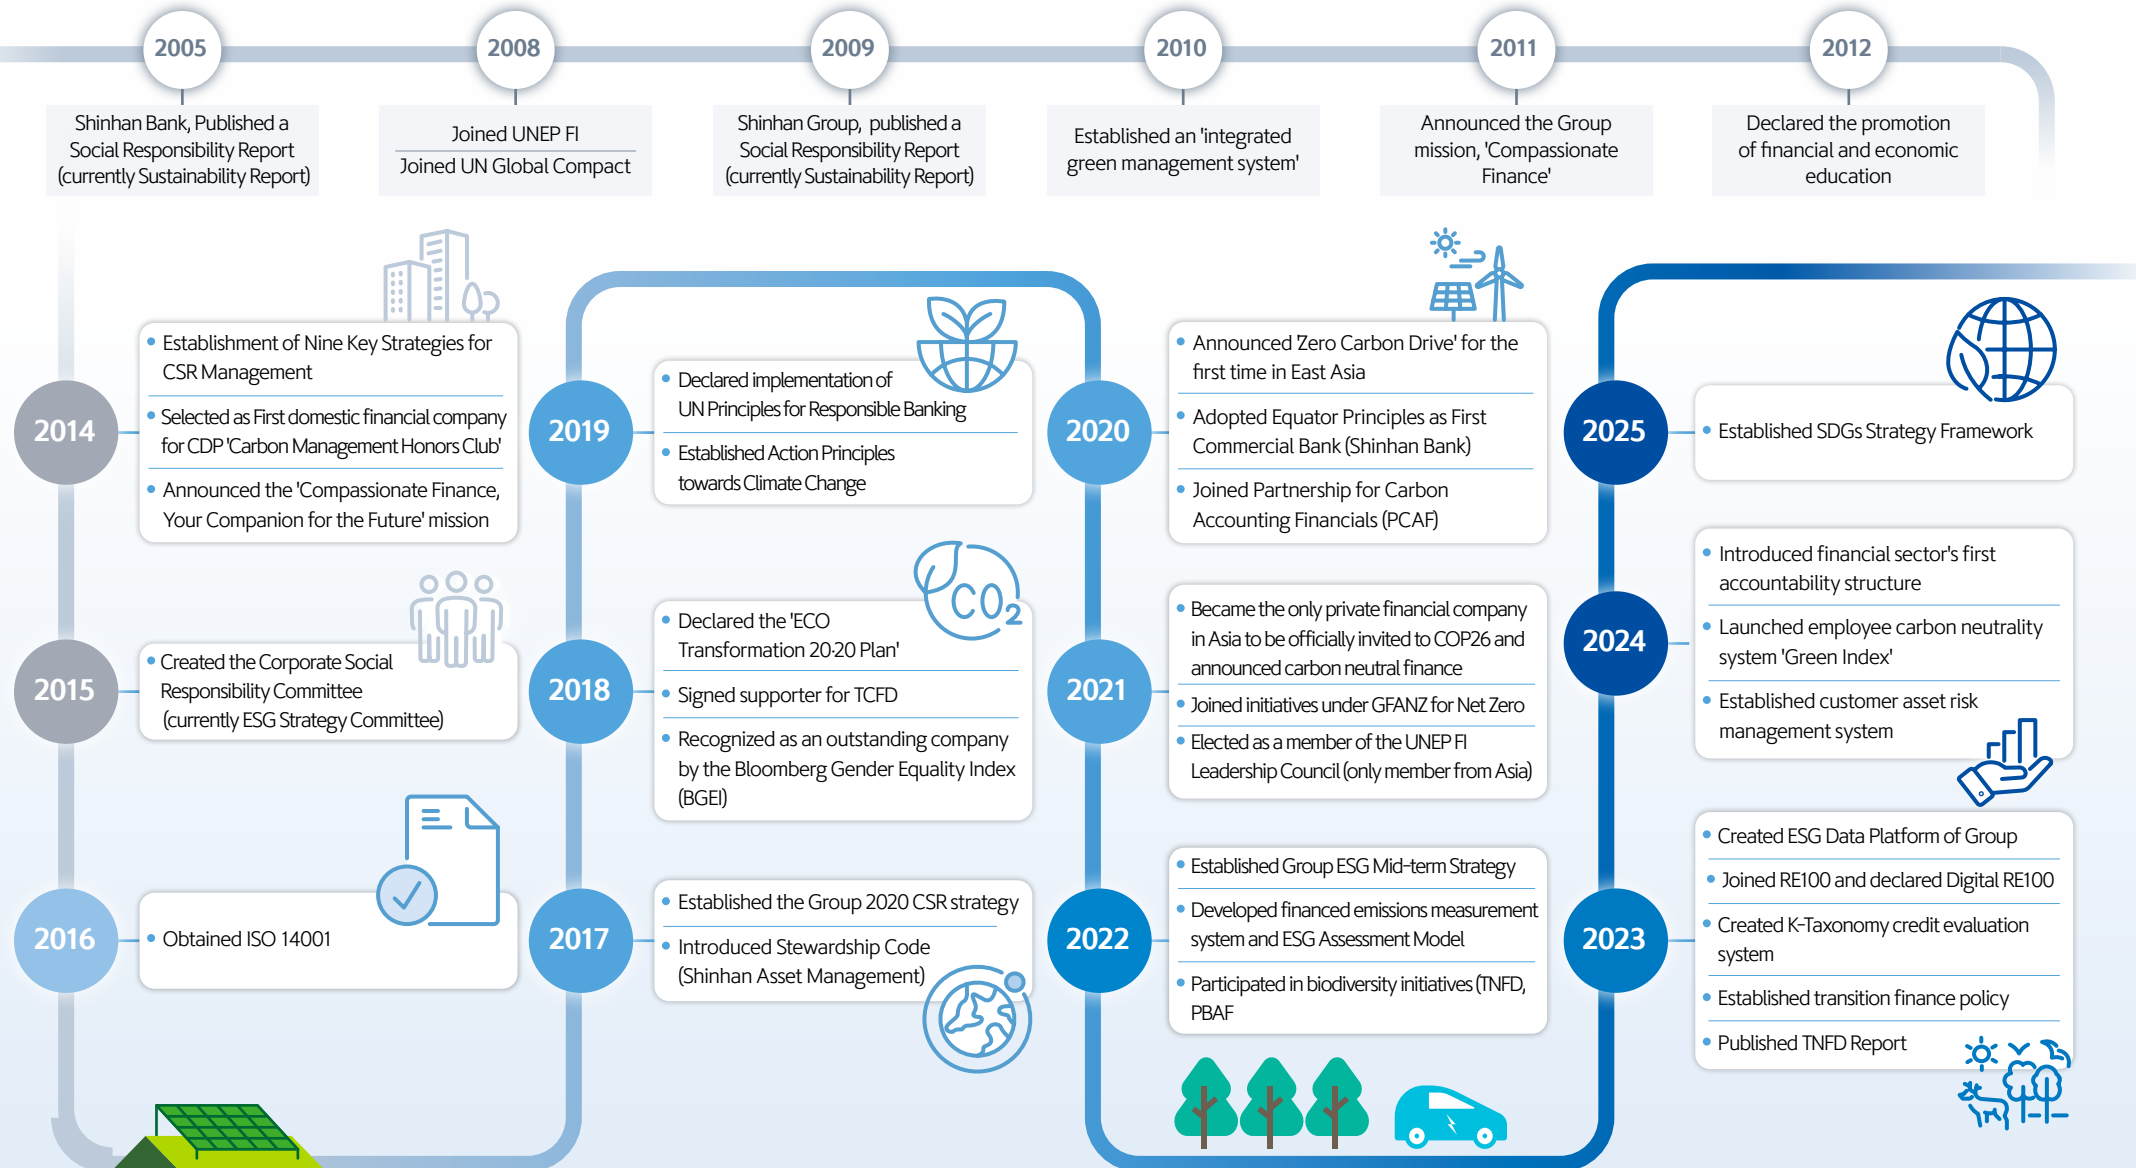 2005
Shinhan Bank, Published a
Social Responsibility Report
(currently Sustainability Report)
2008
Joined UNEP FI
Joined UN Global Compact
2009
Shinhan Group, published a
Social Responsibility Report
(currently Sustainability Report)
2010
Established an 'integrated
green management system'
2011
Announced the Group
mission, 'Compassionate
Finance'
2012
Declared the promotion
of financial and economic
education
2014
• Establishment of Nine Key Strategies for
CSR Management
• Selected as First domestic financial company
for CDP 'Carbon Management Honors Club'
• Announced the 'Compassionate Finance,
Your Companion for the Future' mission
2015
• Created the Corporate Social
Responsibility Committee
(currently ESG Strategy Committee)
2016
• Obtained ISO 14001
2017
• Established the Group 2020 CSR strategy
• Introduced Stewardship Code
(Shinhan Asset Management)
2018
• Declared the 'ECO
Transformation 20·20 Plan'
• Signed supporter for TCFD
• Recognized as an outstanding company
by the Bloomberg Gender Equality Index
(BGEI)
CO2
2019
• Declared implementation of
UN Principles for Responsible Banking
• Established Action Principles
towards Climate Change
2020
• Announced 'Zero Carbon Drive' for the
first time in East Asia
• Adopted Equator Principles as First
Commercial Bank (Shinhan Bank)
• Joined Partnership for Carbon
Accounting Financials (PCAF)
2021
• Became the only private financial company
in Asia to be officially invited to COP26 and
announced carbon neutral finance
• Joined initiatives under GFANZ for Net Zero
• Elected as a member of the UNEP FI
Leadership Council (only member from Asia)
2022
• Established Group ESG Mid-term Strategy
• Developed financed emissions measurement
system and ESG Assessment Model
• Participated in biodiversity initiatives (TNFD,
PBAF
2023
• Created ESG Data Platform of Group
• Joined RE100 and declared Digital RE100
• Created K-Taxonomy credit evaluation
system
• Established transition finance policy
• Published TNFD Report
2024
• Introduced financial sector's first
accountability structure
• Launched employee carbon neutrality
system 'Green Index'
• Established customer asset risk
management system
2025
• Established SDGs Strategy Framework